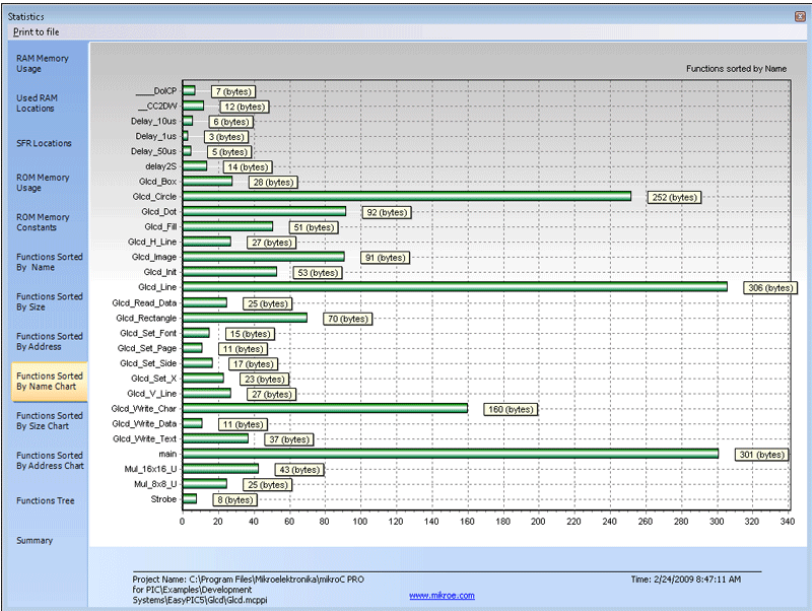 Statistics
Print to file
RAM Memory
Usage
Used RAM
Locations
SFR Locations
ROM Memory
Usage
ROM Memory
Constants
Functions Sorted
By Name
Functions Sorted
By Size
Functions Sorted
By Address
Functions Sorted
By Name Chart
Functions Sorted
By Size Chart
Functions Sorted
By Address Chart
Functions Tree
Summary
Functions sorted by Name
___DoICP 7 (bytes)
__CC2DW 12 (bytes)
Delay_10us 6 (bytes)
Delay_1us 3 (bytes)
Delay_50us 5 (bytes)
delay2S 14 (bytes)
Glcd_Box 28 (bytes)
Glcd_Circle 252 (bytes)
Glcd_Dot 92 (bytes)
Glcd_Fill 51 (bytes)
Glcd_H_Line 27 (bytes)
Glcd_Image 91 (bytes)
Glcd_Init 53 (bytes)
Glcd_Line 306 (bytes)
Glcd_Read_Data 25 (bytes)
Glcd_Rectangle 70 (bytes)
Glcd_Set_Font 15 (bytes)
Glcd_Set_Page 11 (bytes)
Glcd_Set_Side 17 (bytes)
Glcd_Set_X 23 (bytes)
Glcd_V_Line 27 (bytes)
Glcd_Write_Char 160 (bytes)
Glcd_Write_Data 11 (bytes)
Glcd_Write_Text 37 (bytes)
main 301 (bytes)
Mul_16x16_U 43 (bytes)
Mul_8x8_U 25 (bytes)
Strobe 8 (bytes)
0 20 40 60 80 100 120 140 160 180 200 220 240 260 280 300 320 340
Project Name: C:\Program Files\Mikroelektronika\mikroC PRO
for PIC\Examples\Development
Systems\EasyPIC5\Glcd\Glcd.mcppi
www.mikroe.com
Time: 2/24/2009 8:47:11 AM